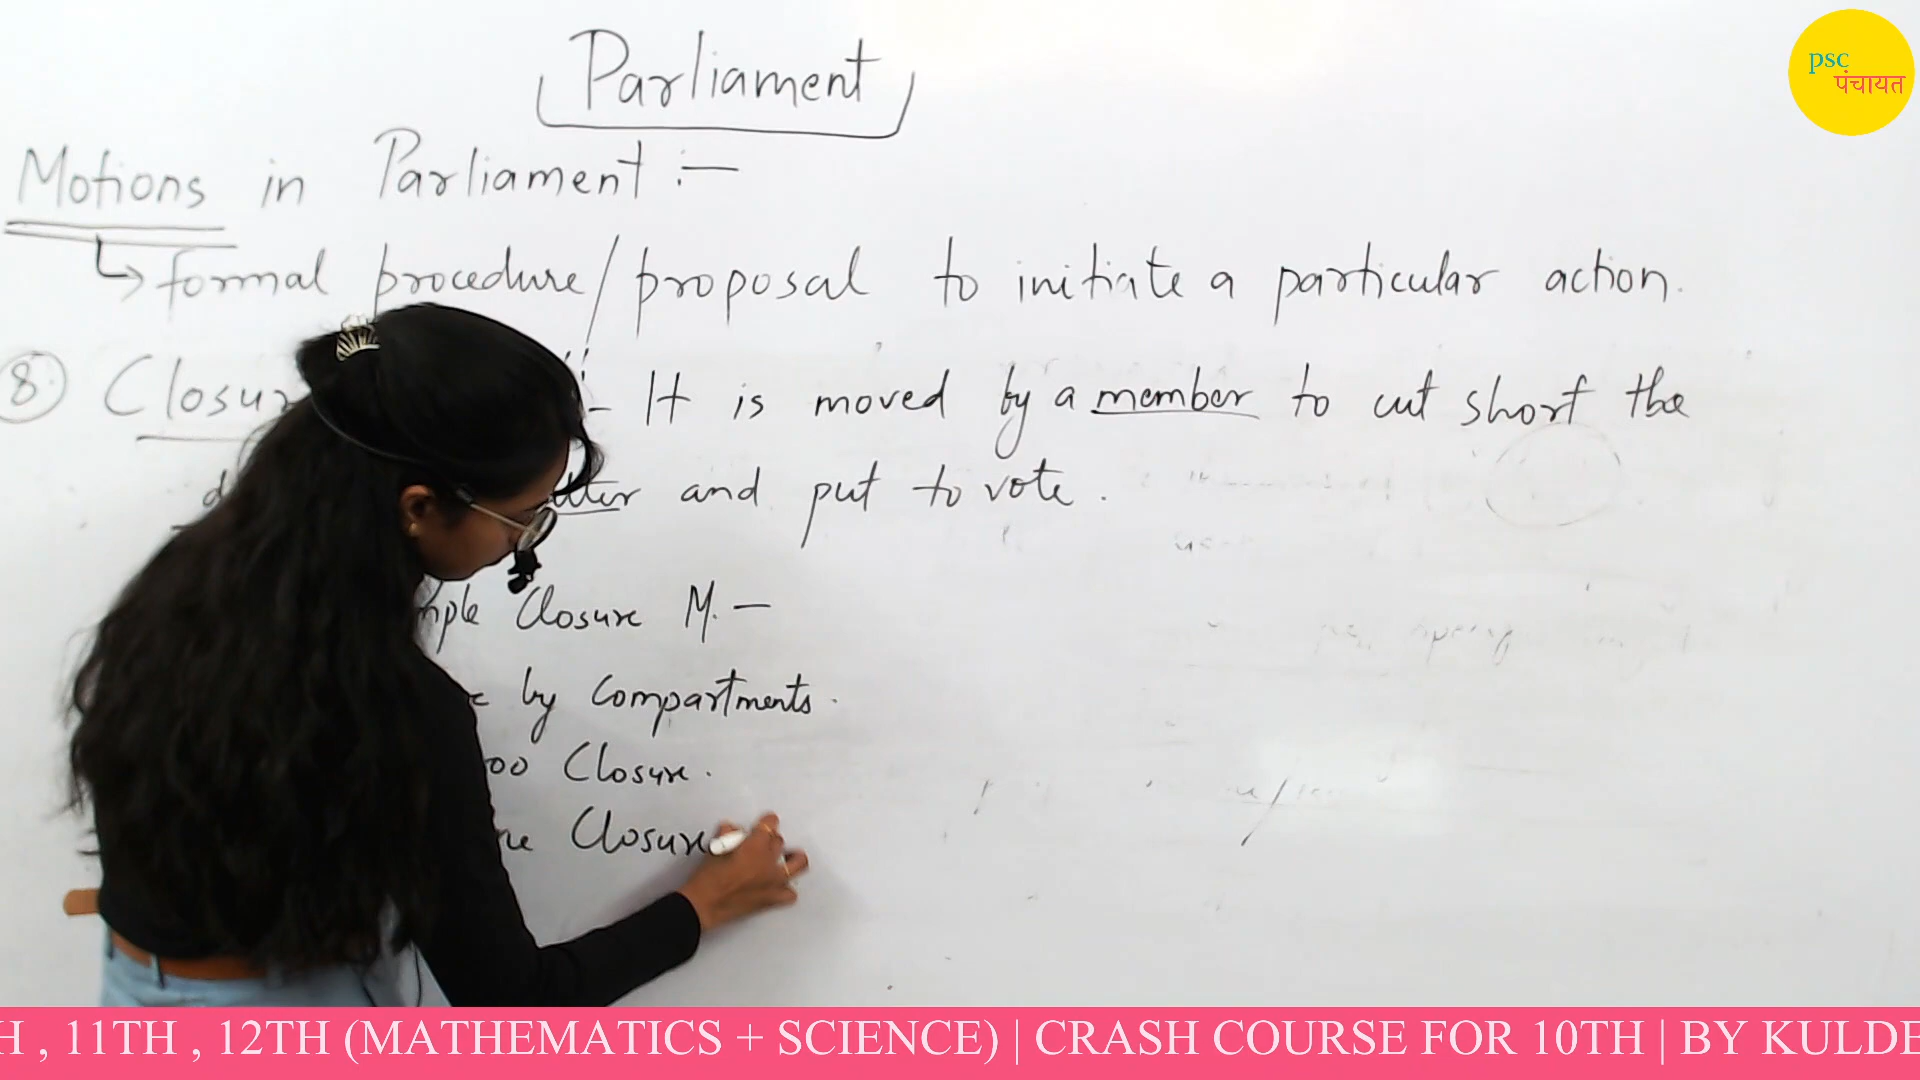 Parliament
psc
पंचायत
Motions in Parliament :-
↳ formal procedure/proposal to initiate a particular action.
8 Closur - It is moved by a member to cut short the
and put to vote.
Closure M. -
by Compartments.
Closure.
Closure
11TH , 12TH (MATHEMATICS + SCIENCE) | CRASH COURSE FOR 10TH | BY KULDE